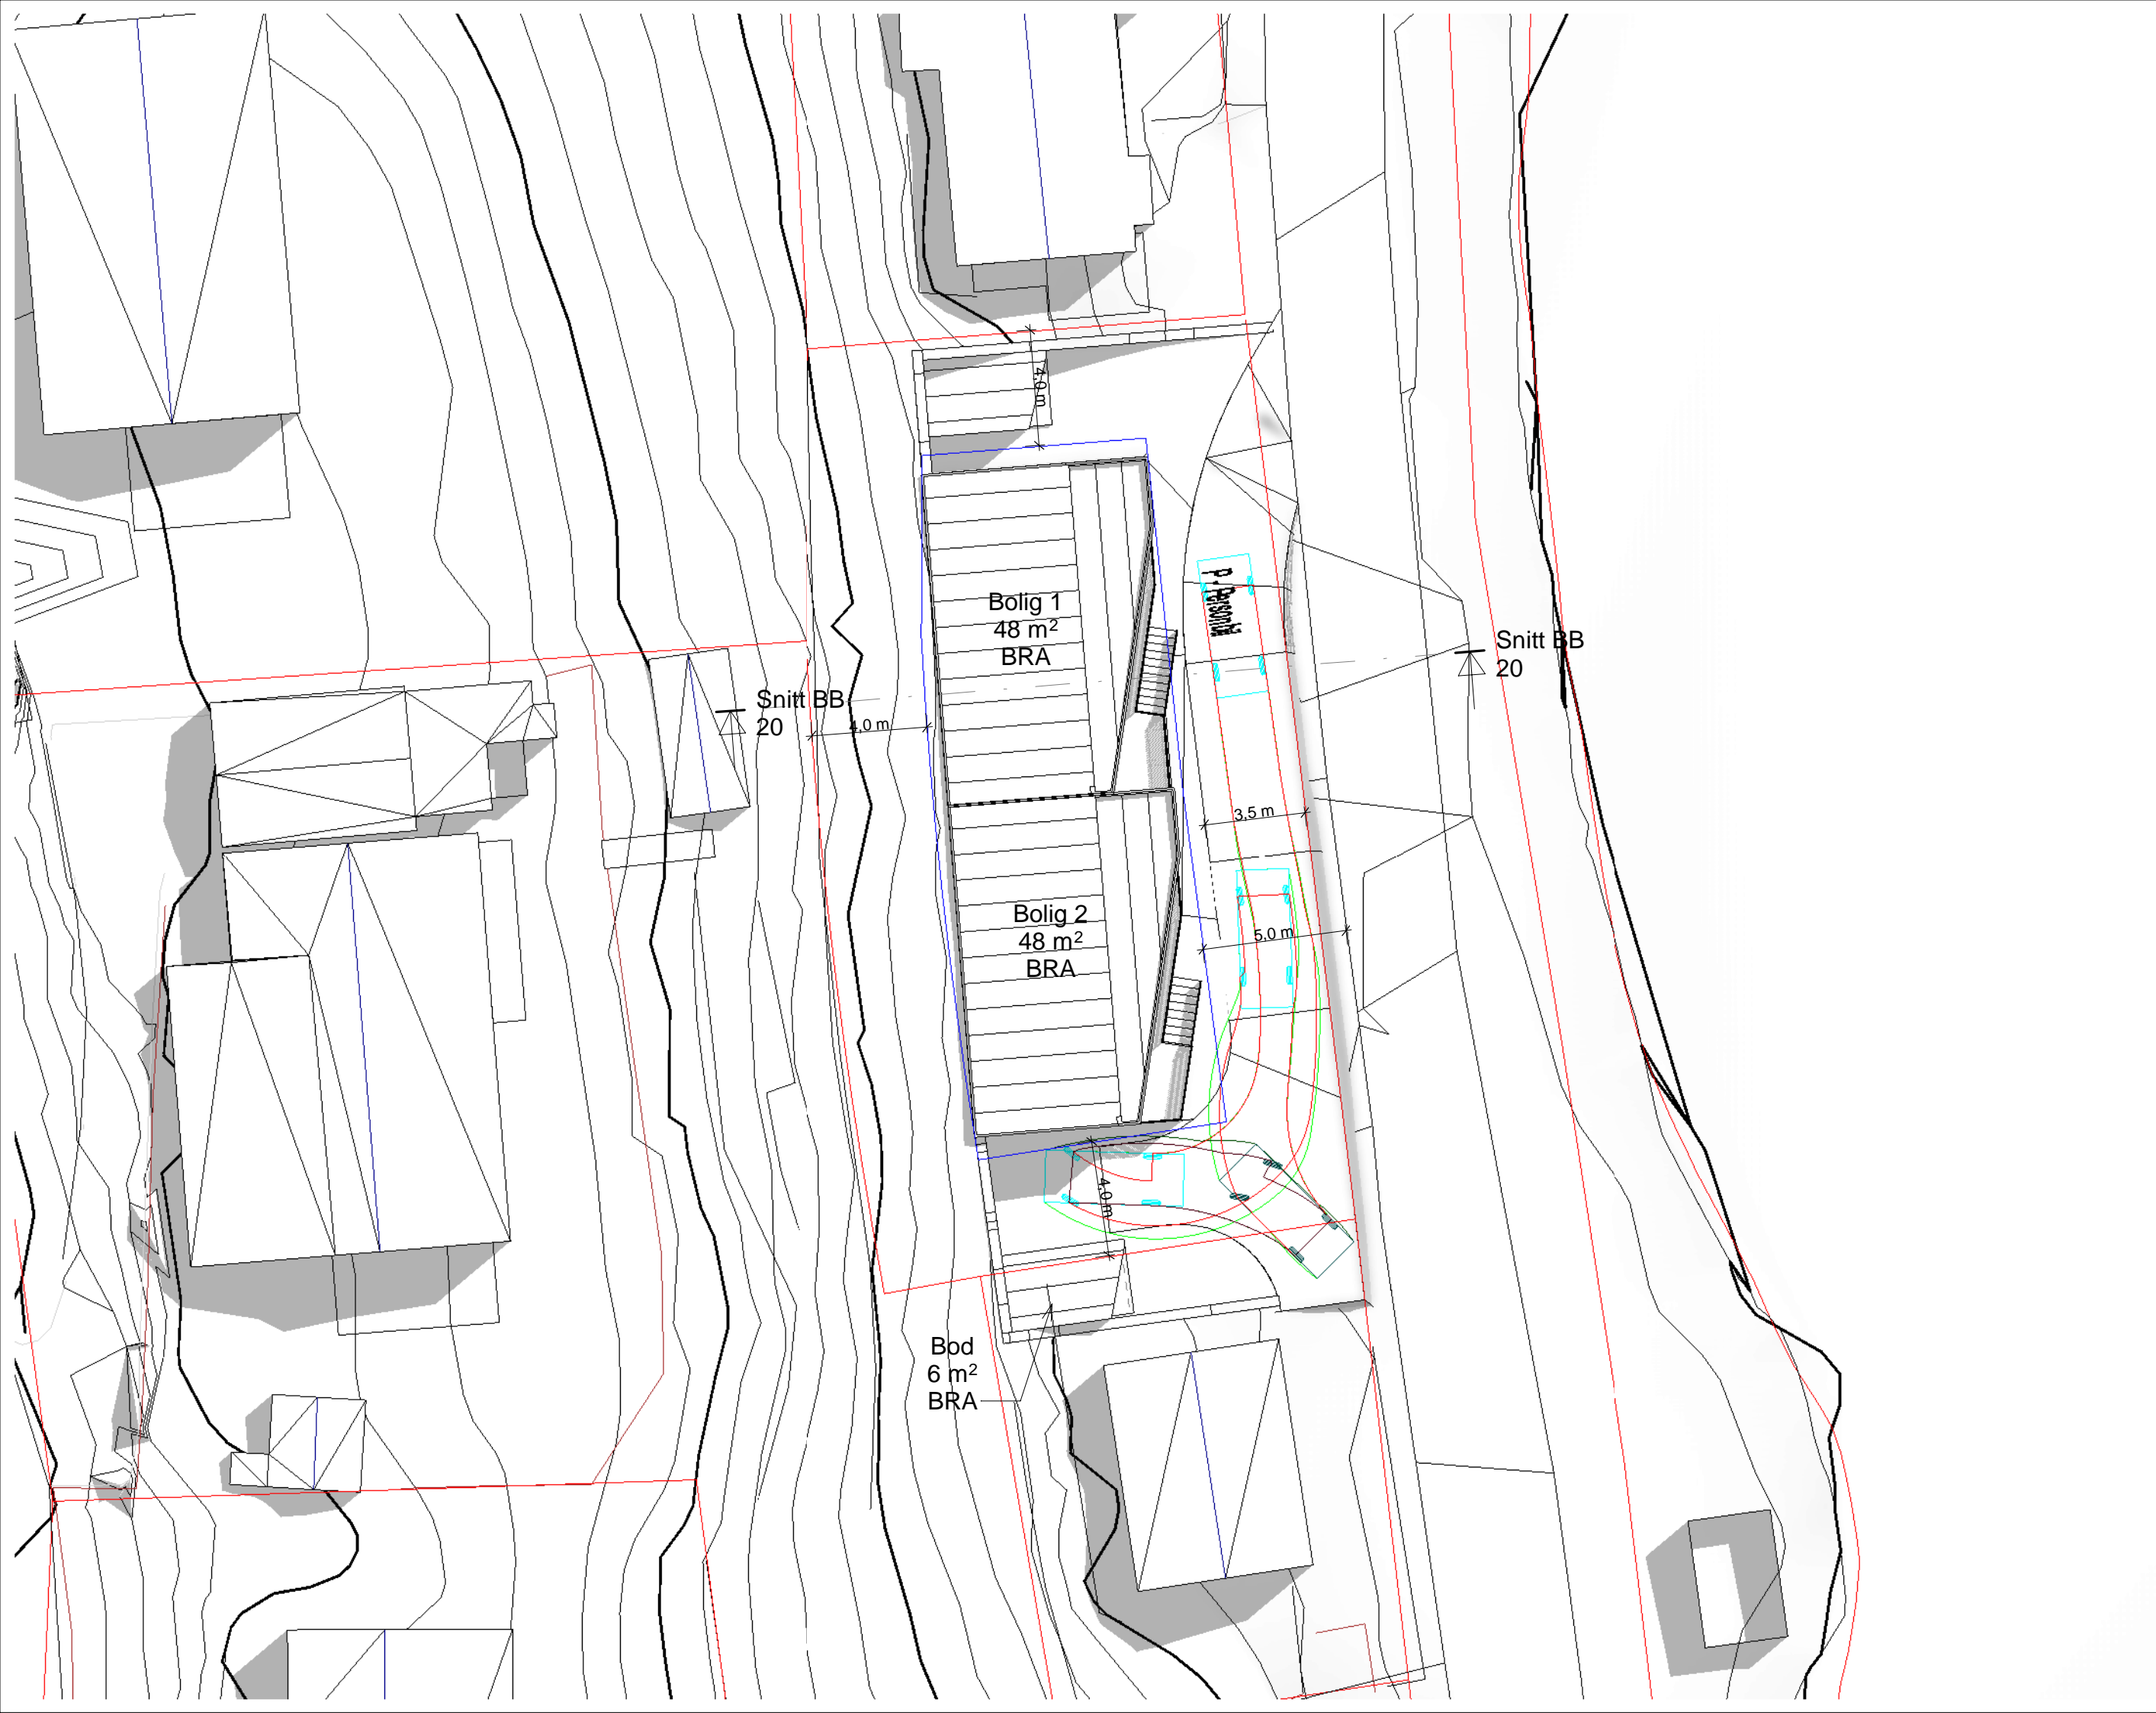 4,0 m
Bolig 1
48 m²
BRA
P - Personbil
Snitt BB
20
Snitt BB
20
4,0 m
3,5 m
Bolig 2
48 m²
BRA
5,0 m
4,0 m
Bod
6 m²
BRA